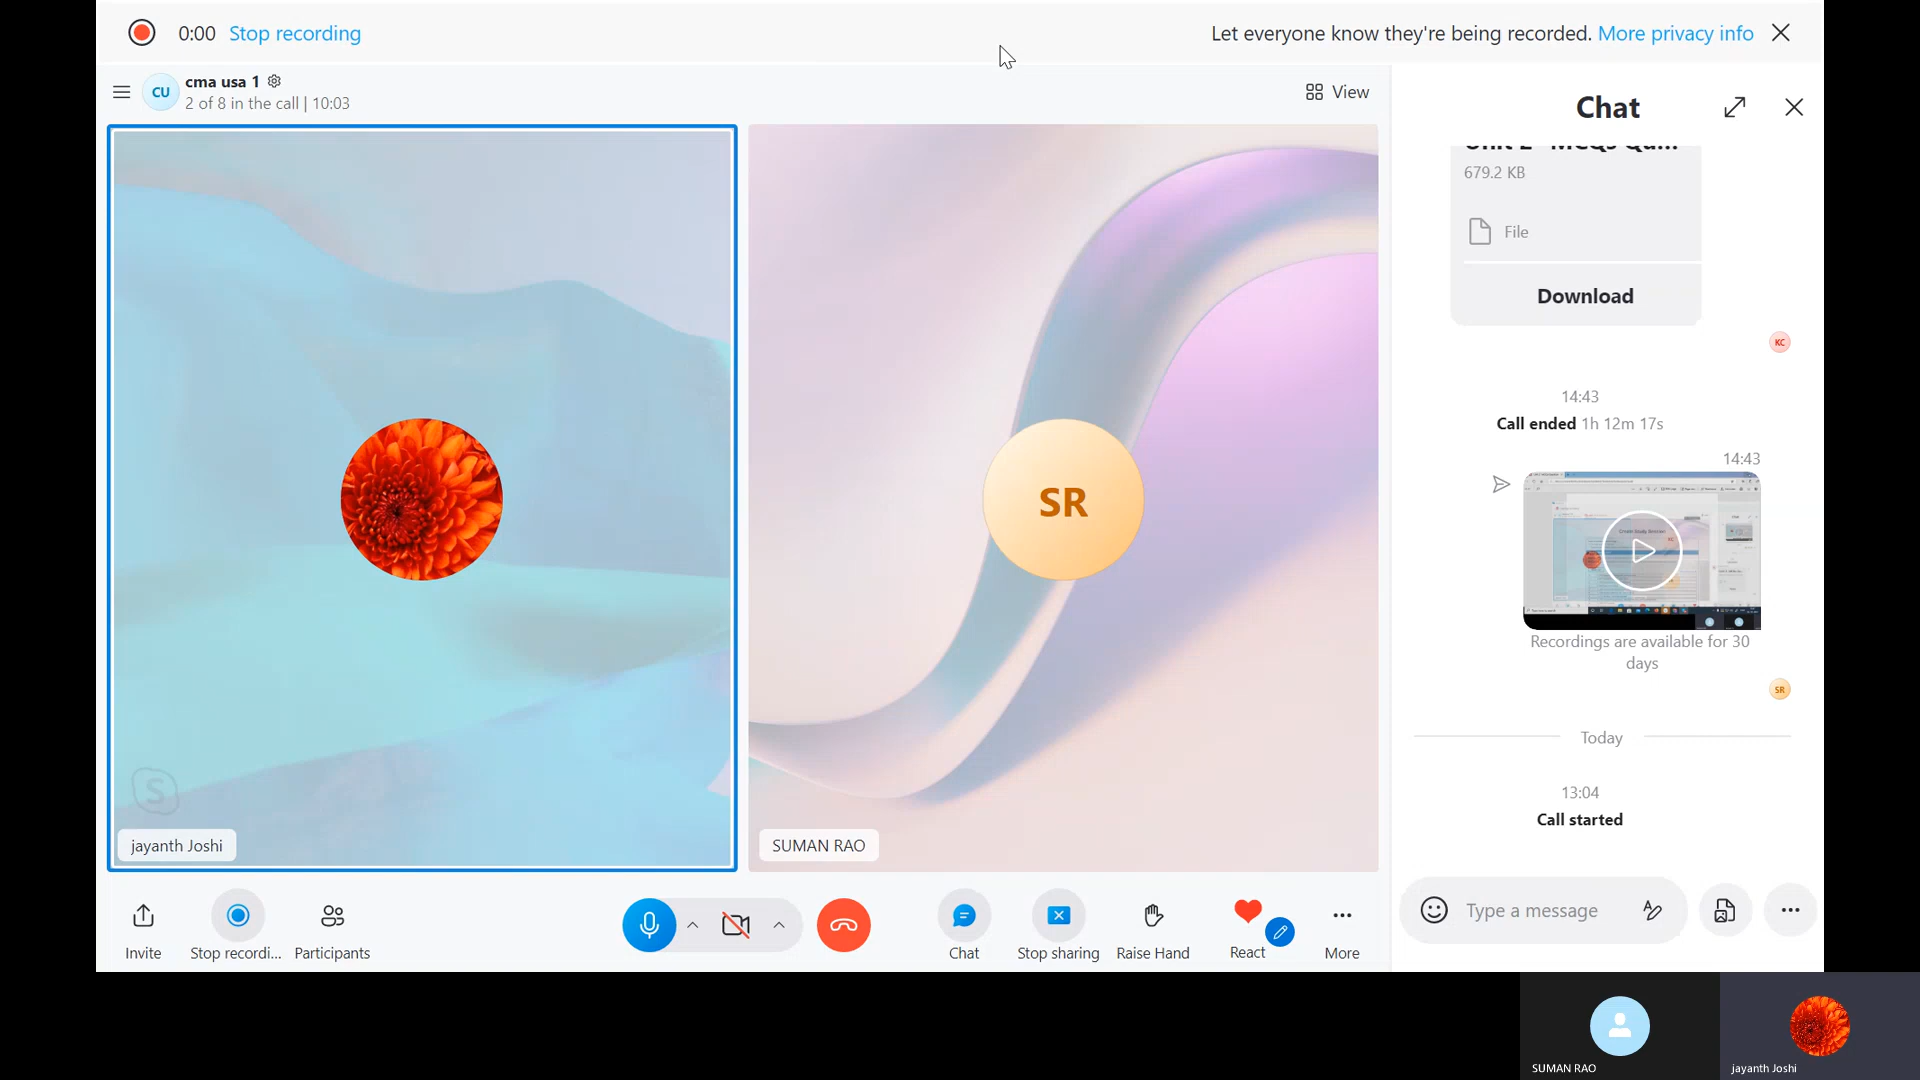 0:00 Stop recording
Let everyone know they're being recorded. More privacy info
CU
cma usa 1
2 of 8 in the call | 10:03
View
Chat
679.2 KB
File
Download
KC
14:43
Call ended 1h 12m 17s
14:43
Recordings are available for 30
days
SR
Today
13:04
Call started
SR
S
jayanth Joshi
SUMAN RAO
Invite
Stop recordi...
Participants
Chat
Stop sharing
Raise Hand
React
More
Type a message
SUMAN RAO
jayanth Joshi